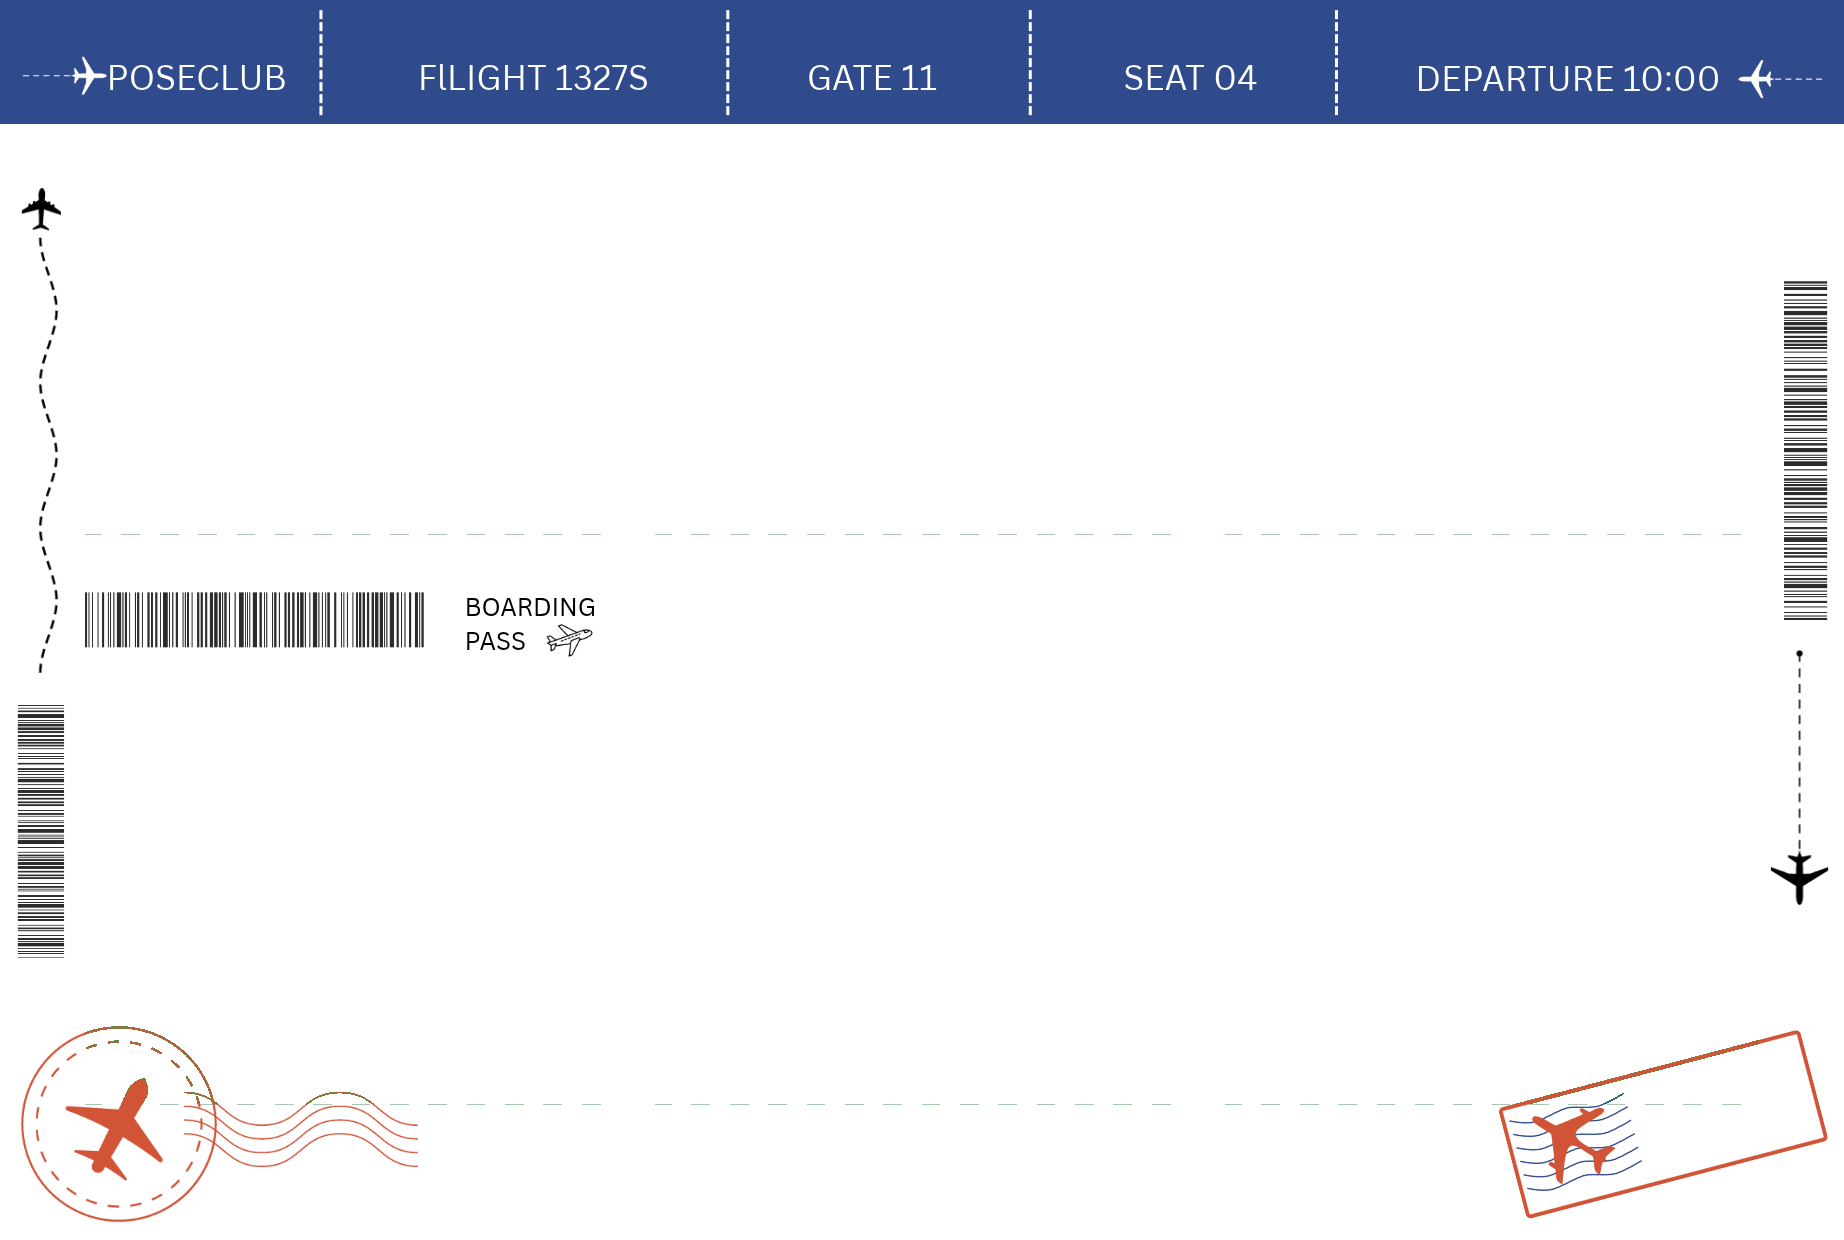 POSECLUB
FlLIGHT 1327S
GATE 11
SEAT 04
DEPARTURE 10:00
BOARDING
PASS